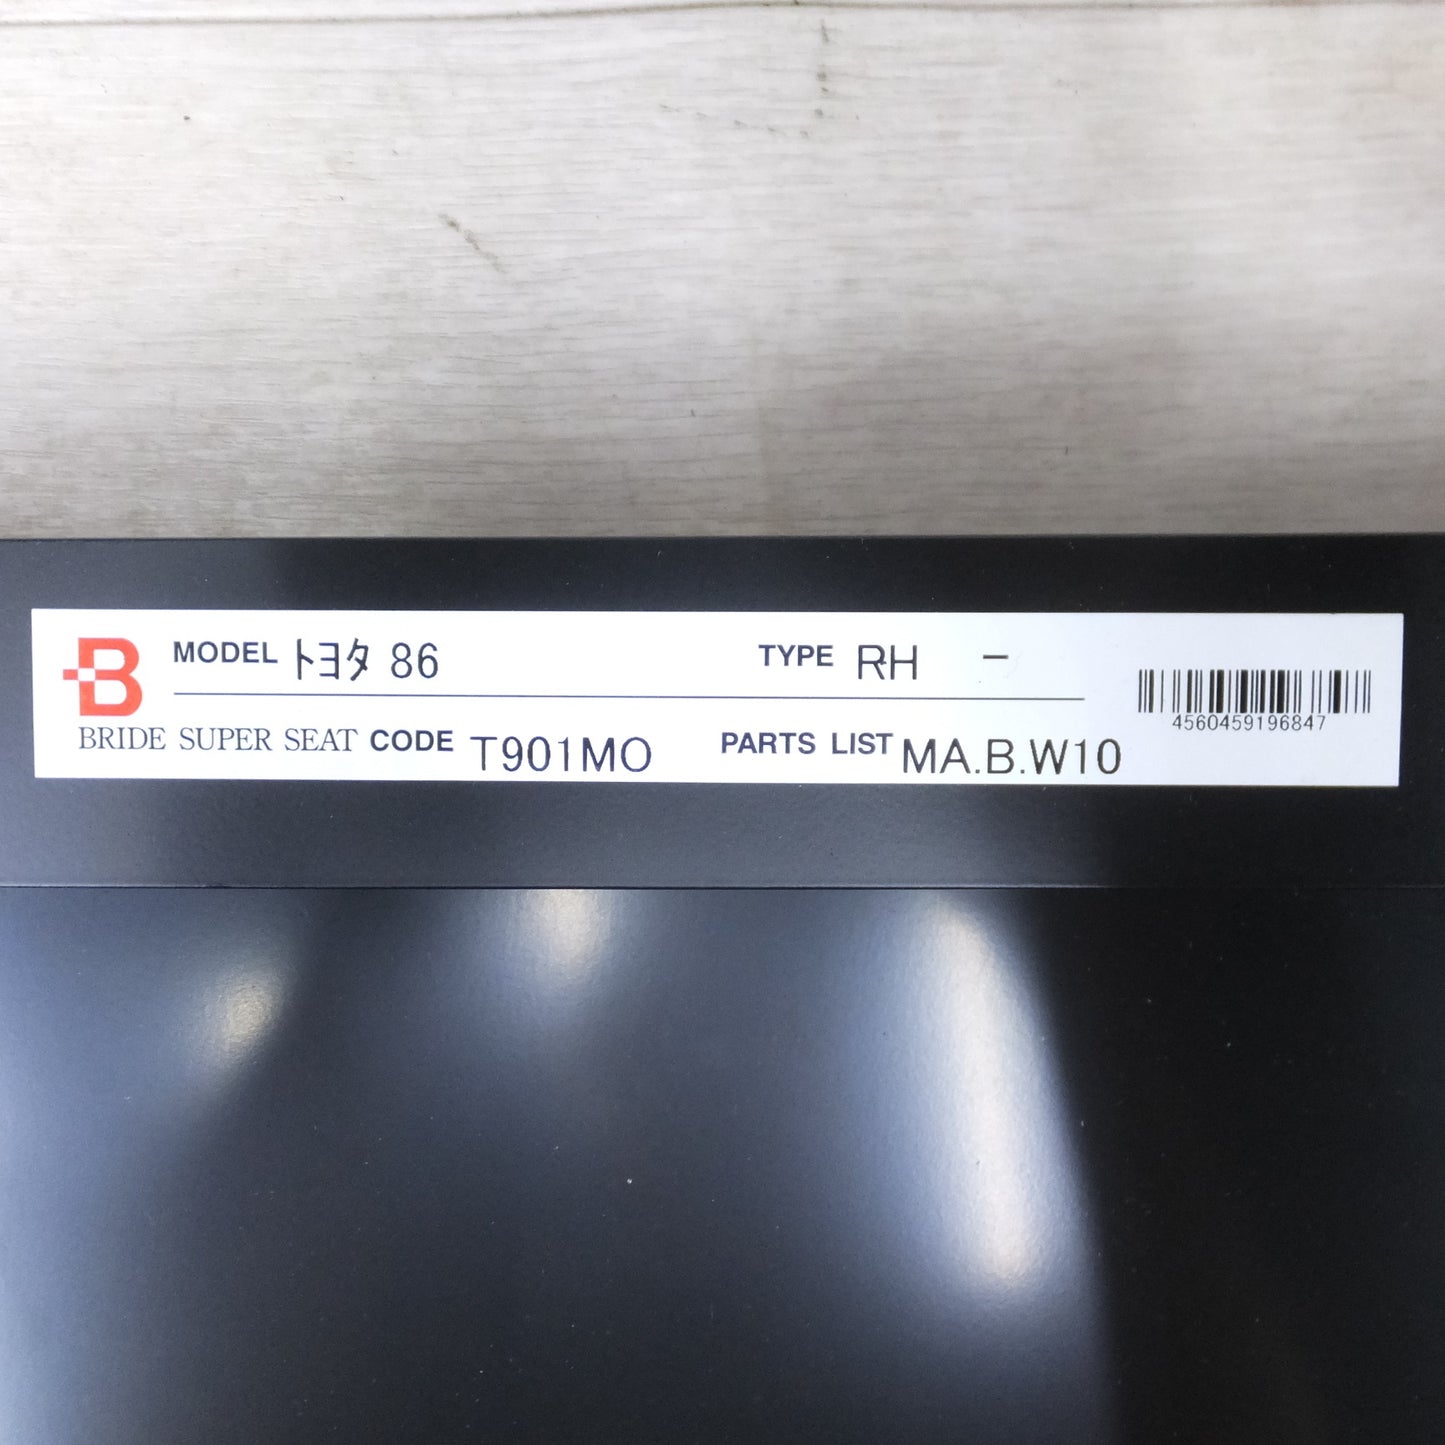 B MODEL ﾄﾖﾀ 86 TYPE RH -
BRIDE SUPER SEAT CODE T901MO PARTS LIST MA.B.W10
4560459196847